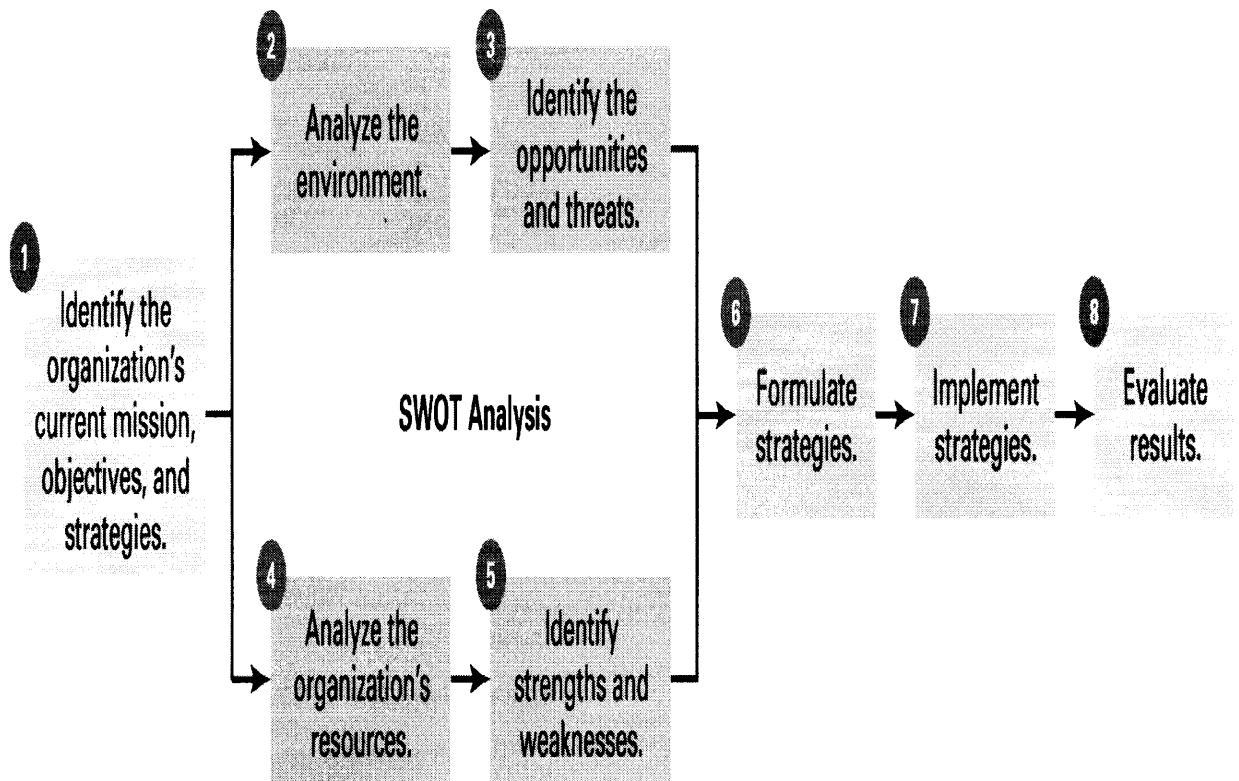 1
Identify the
organization's
current mission,
objectives, and
strategies.
2
Analyze the
environment.
3
Identify the
opportunities
and threats.
SWOT Analysis
4
Analyze the
organization's
resources.
5
Identify
strengths and
weaknesses.
6
Formulate
strategies.
7
Implement
strategies.
8
Evaluate
results.